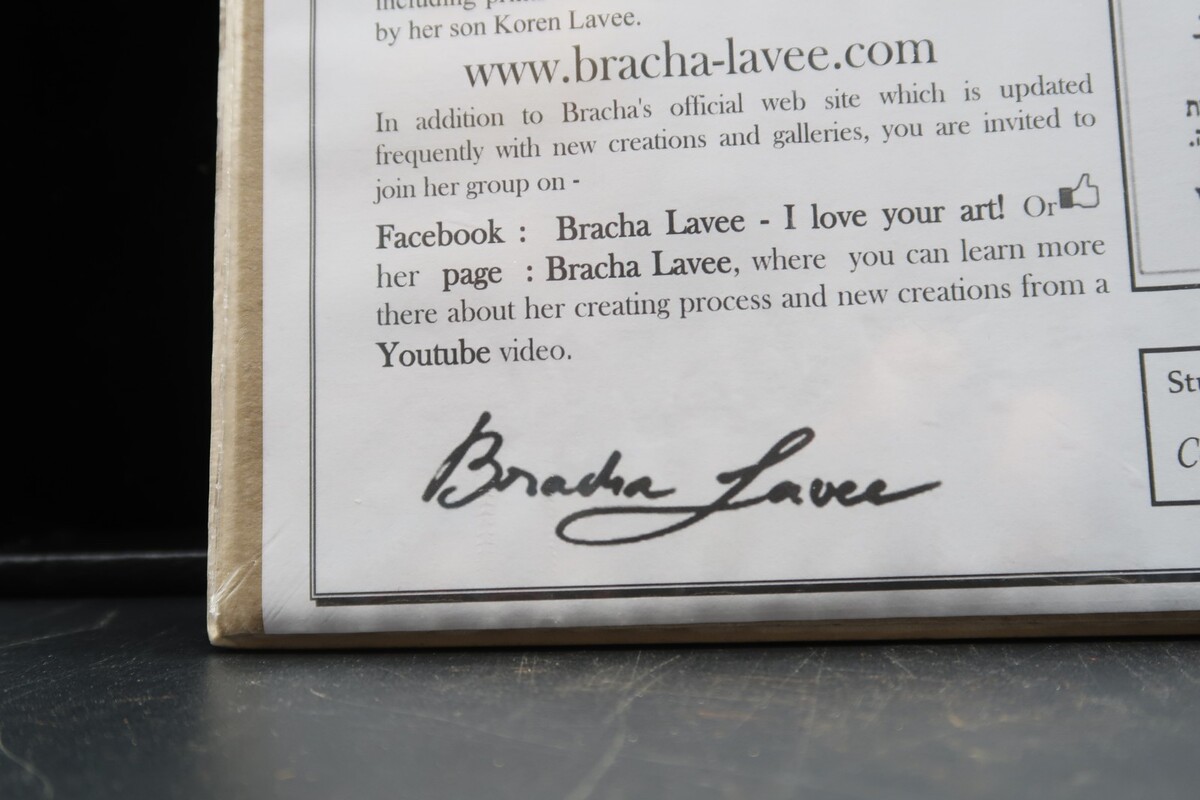 including
by her son Koren Lavee.
www.bracha-lavee.com
In addition to Bracha's official web site which is updated
frequently with new creations and galleries, you are invited to
join her group on -
Facebook : Bracha Lavee - I love your art! Or
her page : Bracha Lavee, where you can learn more
there about her creating process and new creations from a
Youtube video.
Bracha Lavee